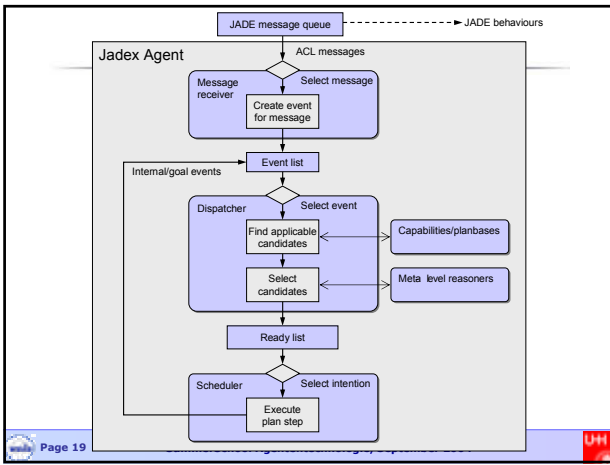 JADE message queue
JADE behaviours
ACL messages
Jadex Agent
Message
receiver
Select message
Create event
for message
Internal/goal events
Event list
Dispatcher
Select event
Find applicable
candidates
Capabilities/planbases
Select
candidates
Meta level reasoners
Ready list
Scheduler
Select intention
Execute
plan step
Page 19
UHH